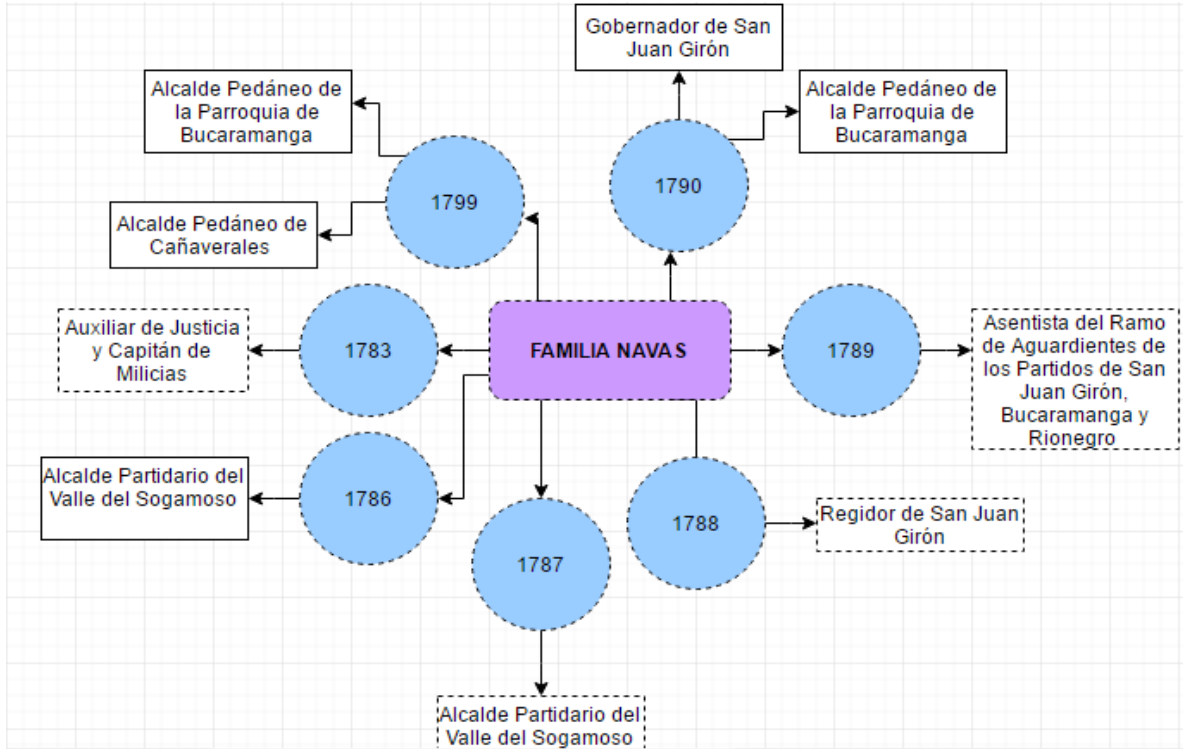 Gobernador de San
Juan Girón
Alcalde Pedáneo de
la Parroquia de
Bucaramanga
Alcalde Pedáneo de
la Parroquia de
Bucaramanga
1790
1799
Alcalde Pedáneo de
Cañaverales
Auxiliar de Justicia
y Capitán de
Milicias
1783
FAMILIA NAVAS
1789
Asentista del Ramo
de Aguardientes de
los Partidos de San
Juan Girón,
Bucaramanga y
Rionegro
Alcalde Partidario del
Valle del Sogamoso
1786
1787
1788
Regidor de San Juan
Girón
Alcalde Partidario del
Valle del Sogamoso